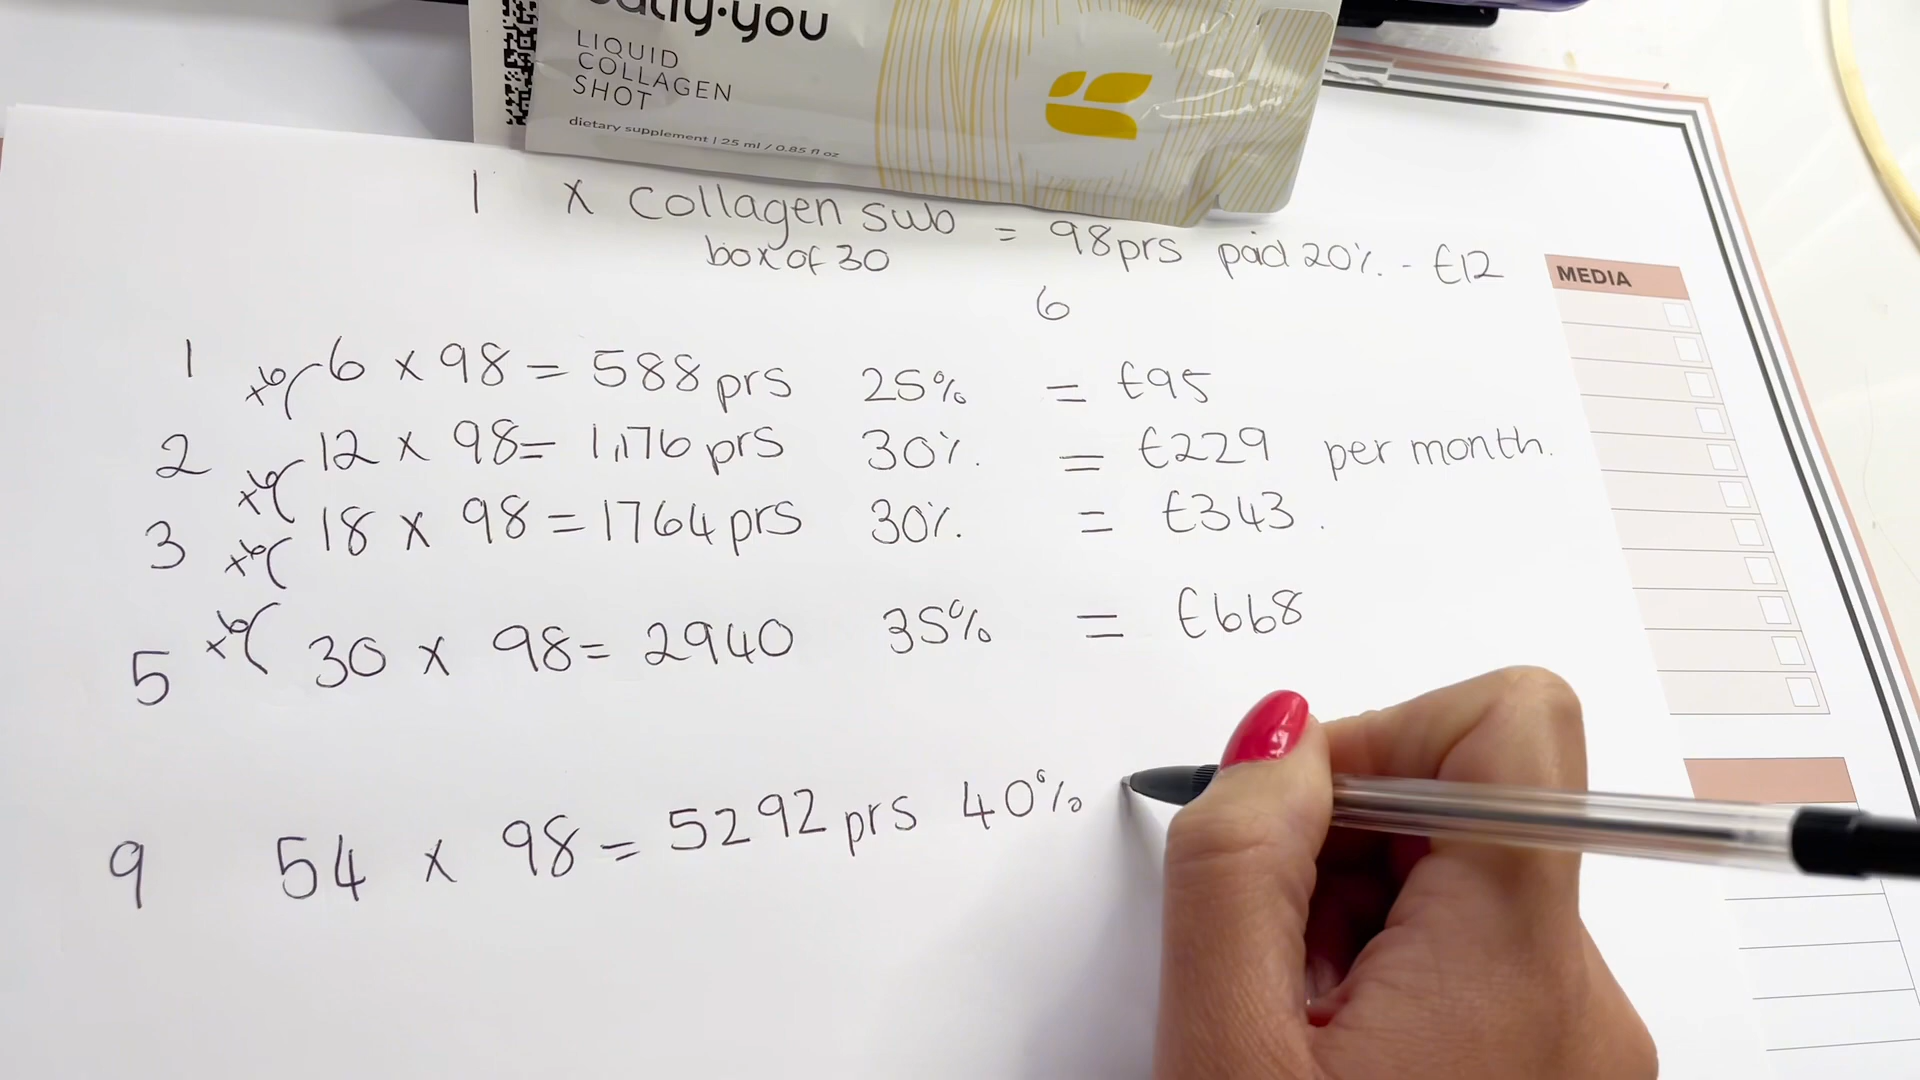 ·you
LIQUID
COLLAGEN
SHOT
dietary supplement | 25 ml / 0.85 fl oz
1 x Collagen sub = 98prs paid 20% - £12
box of 30
6
MEDIA
1 x6 6 x 98 = 588prs 25% = £95
2 x6 12 x 98= 1,176 prs 30% = £229 per month.
3 x6 18 x 98 = 1764 prs 30% = £343.
5 x6 30 x 98= 2940 35% = £668
9 54 x 98 = 5292 prs 40%